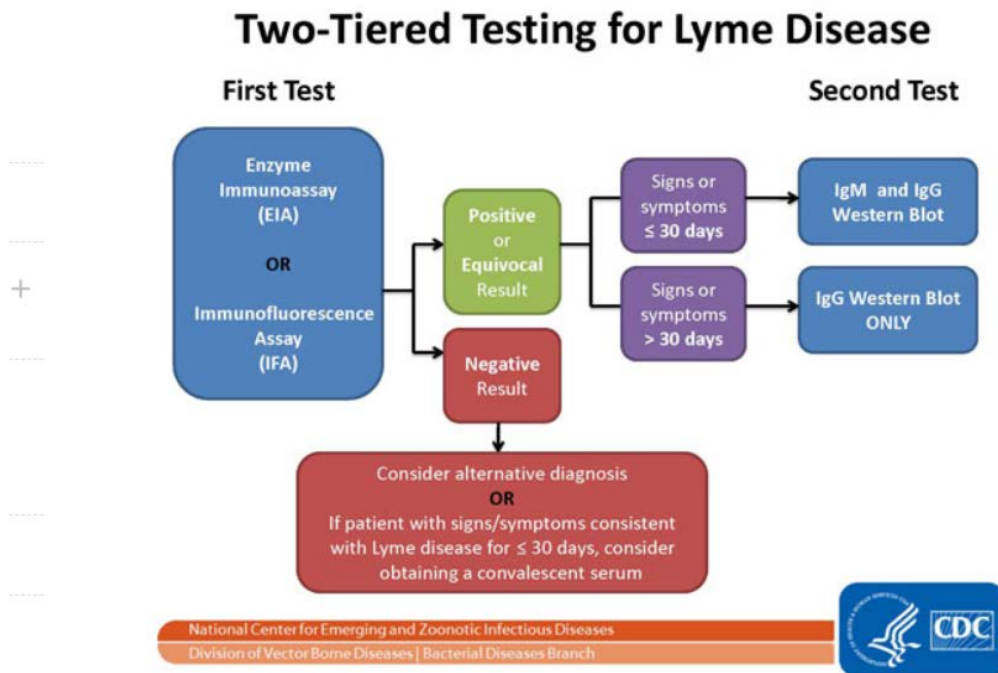 Two-Tiered Testing for Lyme Disease
First Test
Second Test
Enzyme
Immunoassay
(EIA)
OR
Immunofluorescence
Assay
(IFA)
Positive
or
Equivocal
Result
Negative
Result
Signs or
symptoms
≤ 30 days
Signs or
symptoms
> 30 days
IgM and IgG
Western Blot
IgG Western Blot
ONLY
Consider alternative diagnosis
OR
If patient with signs/symptoms consistent
with Lyme disease for ≤ 30 days, consider
obtaining a convalescent serum
National Center for Emerging and Zoonotic Infectious Diseases
Division of Vector Borne Diseases | Bacterial Diseases Branch
CDC